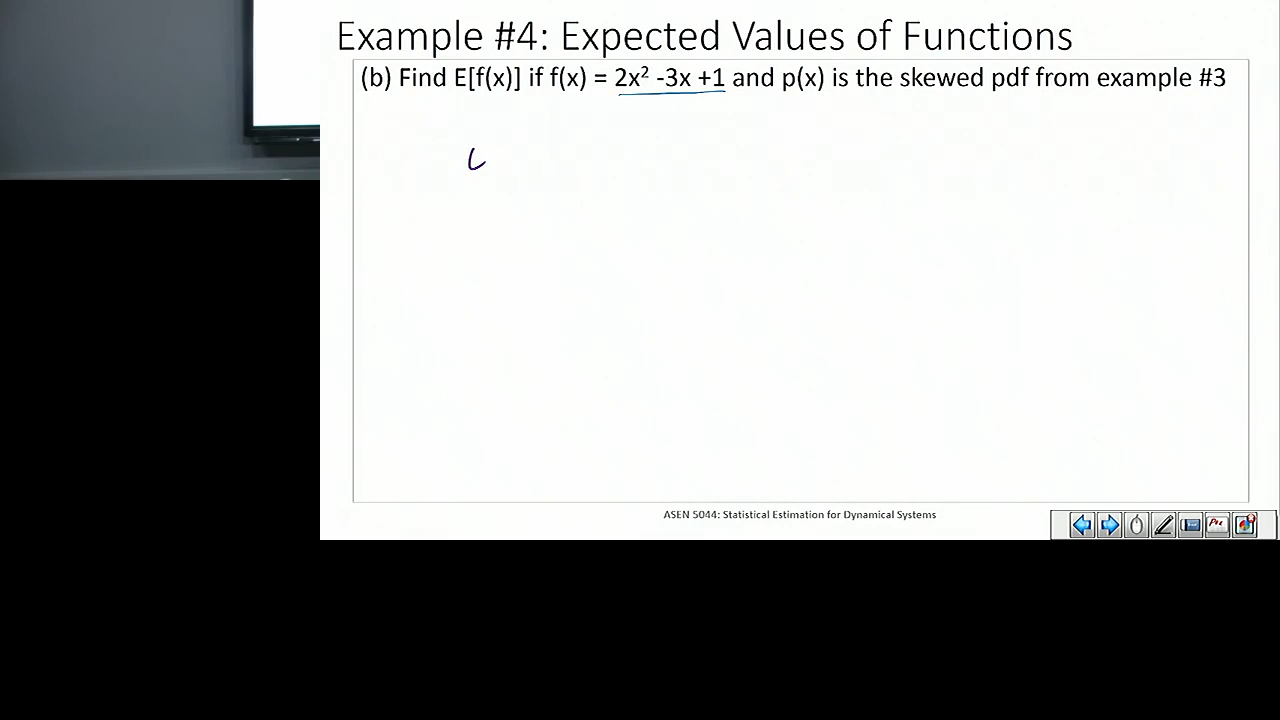 Example #4: Expected Values of Functions
(b) Find E[f(x)] if f(x) = 2x² -3x +1 and p(x) is the skewed pdf from example #3
ASEN 5044: Statistical Estimation for Dynamical Systems